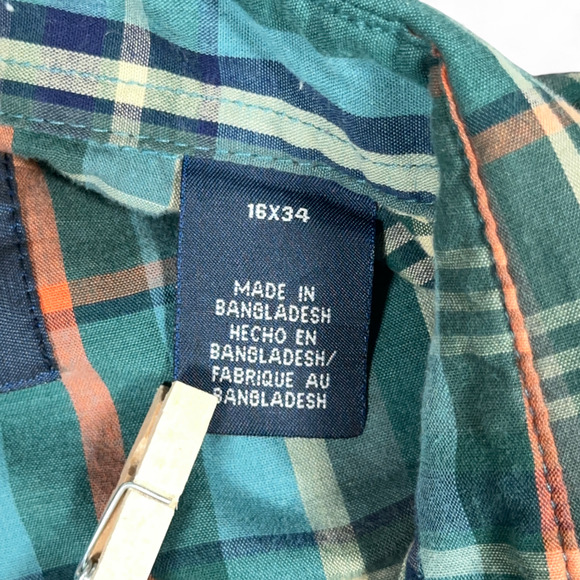 16X34
MADE IN
BANGLADESH
HECHO EN
BANGLADESH/
FABRIQUE AU
BANGLADESH